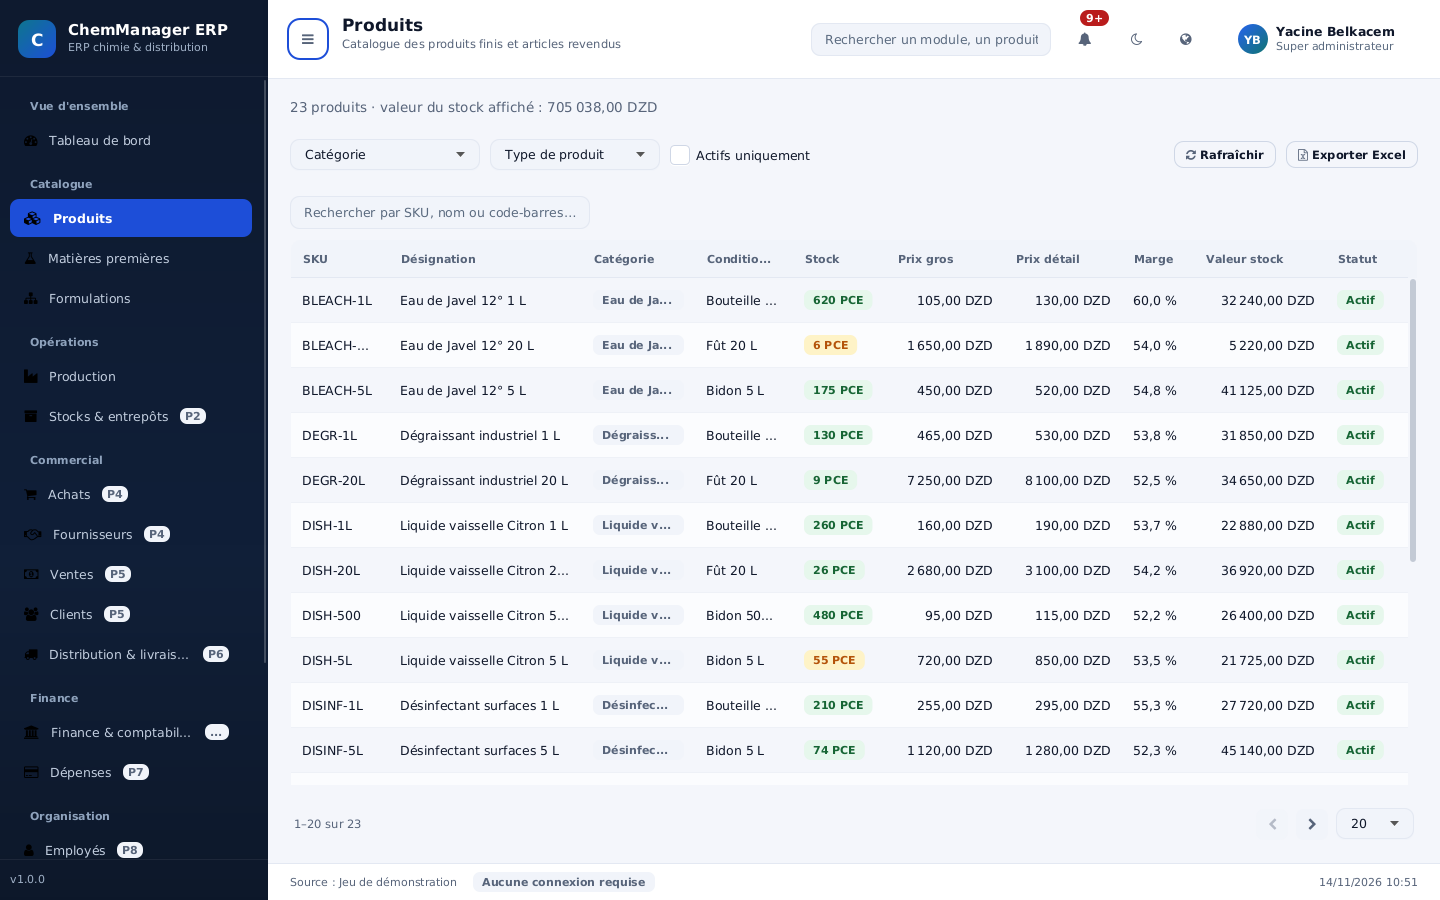 C
ChemManager ERP
ERP chimie & distribution
Vue d'ensemble
Tableau de bord
Catalogue
Produits
Matières premières
Formulations
Opérations
Production
Stocks & entrepôts P2
Commercial
Achats P4
Fournisseurs P4
Ventes P5
Clients P5
Distribution & livrais... P6
Finance
Finance & comptabil... ...
Dépenses P7
Organisation
Employés P8
v1.0.0
Produits
Catalogue des produits finis et articles revendus
Rechercher un module, un produit
9+
YB
Yacine Belkacem
Super administrateur
23 produits · valeur du stock affiché : 705 038,00 DZD
Catégorie Type de produit Actifs uniquement Rafraîchir Exporter Excel
Rechercher par SKU, nom ou code-barres...
SKU Désignation Catégorie Conditio... Stock Prix gros Prix détail Marge Valeur stock Statut
BLEACH-1L Eau de Javel 12° 1 L Eau de Ja... Bouteille ... 620 PCE 105,00 DZD 130,00 DZD 60,0 % 32 240,00 DZD Actif
BLEACH-... Eau de Javel 12° 20 L Eau de Ja... Fût 20 L 6 PCE 1 650,00 DZD 1 890,00 DZD 54,0 % 5 220,00 DZD Actif
BLEACH-5L Eau de Javel 12° 5 L Eau de Ja... Bidon 5 L 175 PCE 450,00 DZD 520,00 DZD 54,8 % 41 125,00 DZD Actif
DEGR-1L Dégraissant industriel 1 L Dégraiss... Bouteille ... 130 PCE 465,00 DZD 530,00 DZD 53,8 % 31 850,00 DZD Actif
DEGR-20L Dégraissant industriel 20 L Dégraiss... Fût 20 L 9 PCE 7 250,00 DZD 8 100,00 DZD 52,5 % 34 650,00 DZD Actif
DISH-1L Liquide vaisselle Citron 1 L Liquide v... Bouteille ... 260 PCE 160,00 DZD 190,00 DZD 53,7 % 22 880,00 DZD Actif
DISH-20L Liquide vaisselle Citron 2... Liquide v... Fût 20 L 26 PCE 2 680,00 DZD 3 100,00 DZD 54,2 % 36 920,00 DZD Actif
DISH-500 Liquide vaisselle Citron 5... Liquide v... Bidon 50... 480 PCE 95,00 DZD 115,00 DZD 52,2 % 26 400,00 DZD Actif
DISH-5L Liquide vaisselle Citron 5 L Liquide v... Bidon 5 L 55 PCE 720,00 DZD 850,00 DZD 53,5 % 21 725,00 DZD Actif
DISINF-1L Désinfectant surfaces 1 L Désinfec... Bouteille ... 210 PCE 255,00 DZD 295,00 DZD 55,3 % 27 720,00 DZD Actif
DISINF-5L Désinfectant surfaces 5 L Désinfec... Bidon 5 L 74 PCE 1 120,00 DZD 1 280,00 DZD 52,3 % 45 140,00 DZD Actif
1–20 sur 23 20
Source : Jeu de démonstration Aucune connexion requise 14/11/2026 10:51